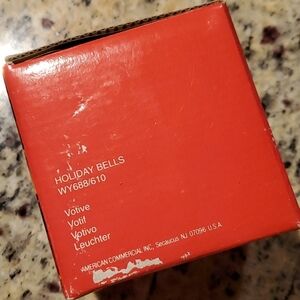 HOLIDAY BELLS
WY688/610
Votive
Votif
Votivo
Leuchter
AMERICAN COMMERCIAL INC, Secaucus NJ 07096 U.S.A